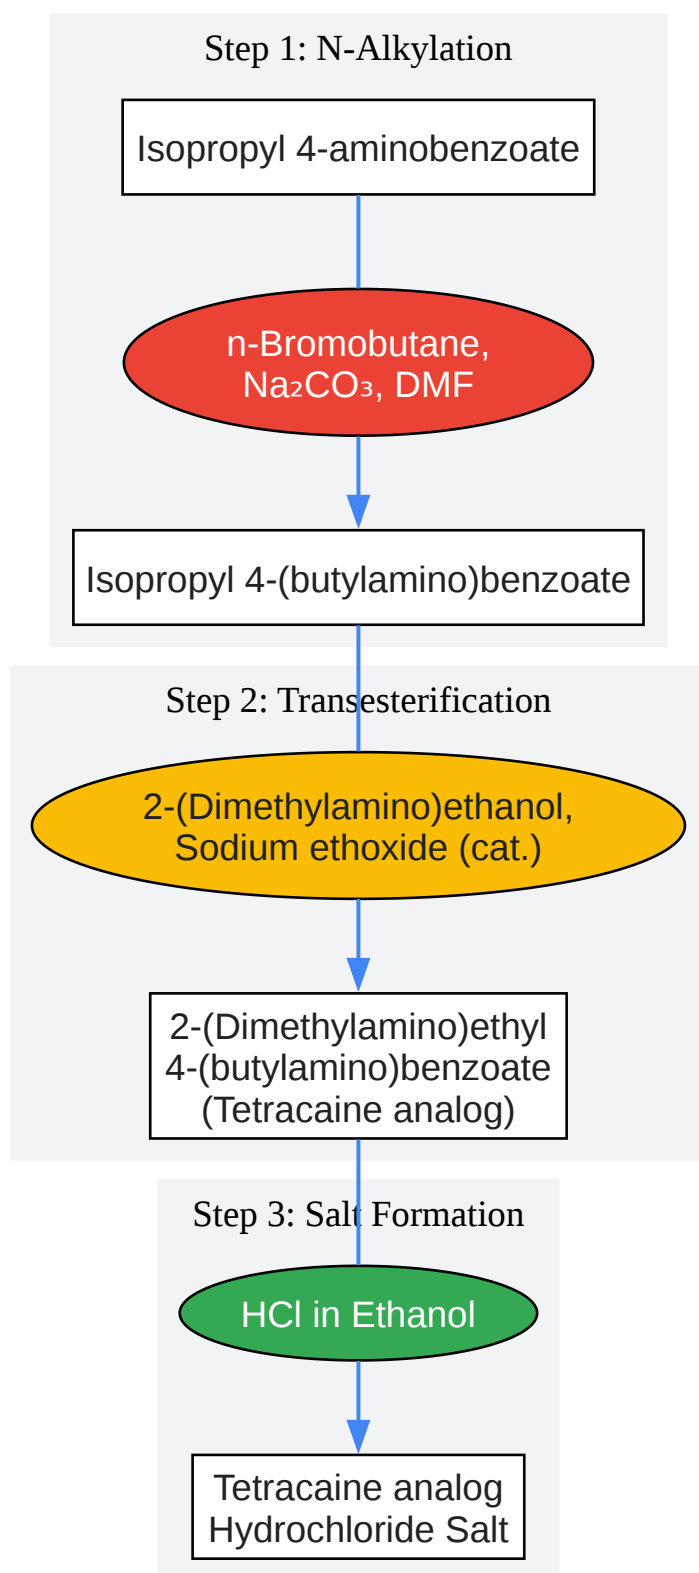 Step 1: N-Alkylation
Isopropyl 4-aminobenzoate
n-Bromobutane,
Na₂CO₃, DMF
Isopropyl 4-(butylamino)benzoate
Step 2: Transesterification
2-(Dimethylamino)ethanol,
Sodium ethoxide (cat.)
2-(Dimethylamino)ethyl
4-(butylamino)benzoate
(Tetracaine analog)
Step 3: Salt Formation
HCl in Ethanol
Tetracaine analog
Hydrochloride Salt